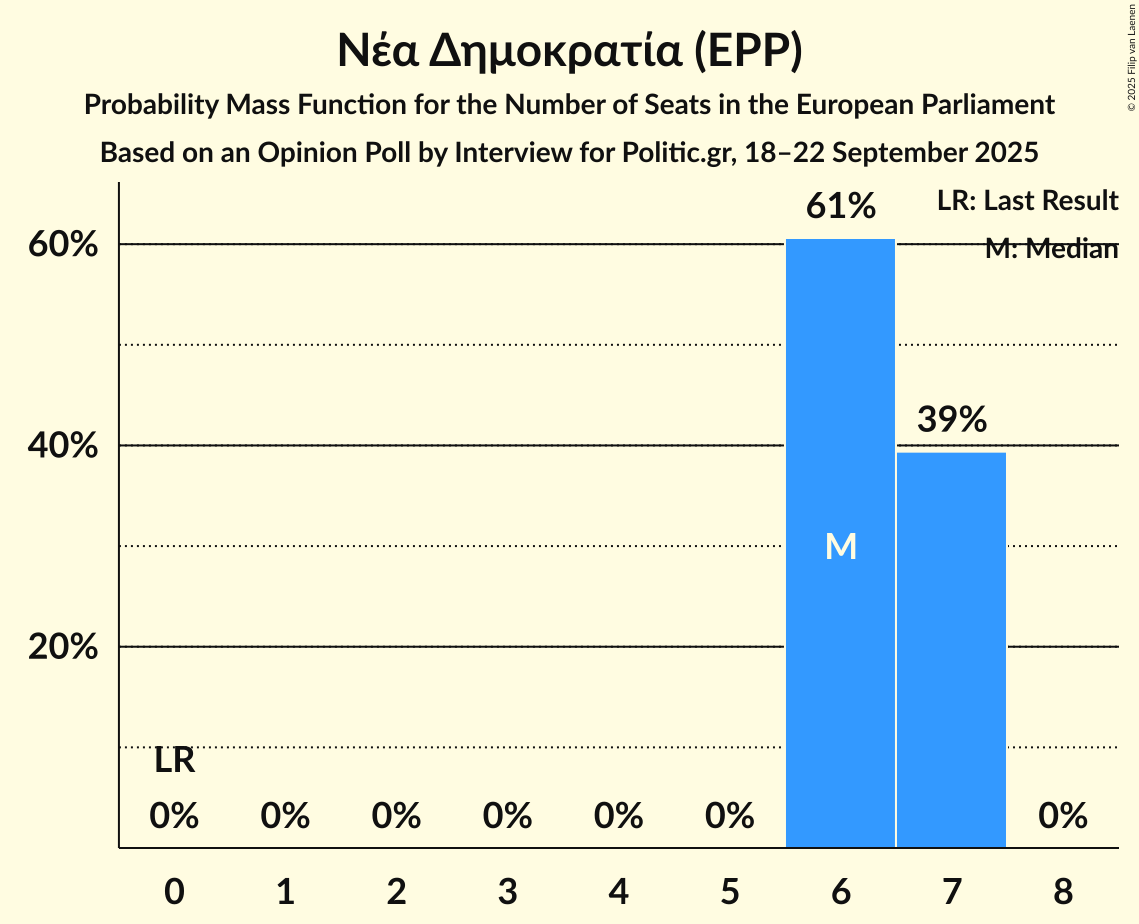 Νέα Δημοκρατία (EPP)
Probability Mass Function for the Number of Seats in the European Parliament
Based on an Opinion Poll by Interview for Politic.gr, 18–22 September 2025
© 2025 Filip van Laenen
LR: Last Result
M: Median
61%
60%
39%
40%
M
20%
LR
0% 0% 0% 0% 0% 0% 0%
0 1 2 3 4 5 6 7 8